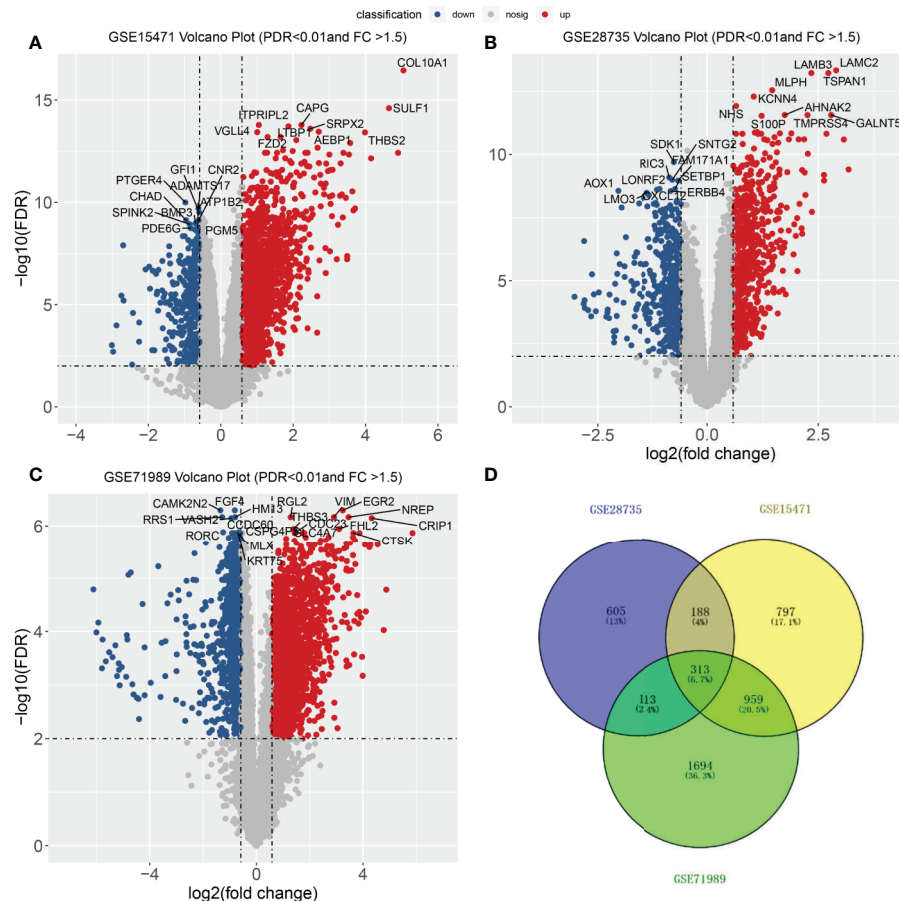 classification down nosig up
A
GSE15471 Volcano Plot (PDR<0.01and FC >1.5)
COL10A1
SULF1
ITPRIPL2
CAPG
SRPX2
VGLL4
LTBP1
FZD2
AEBP1
THBS2
CNR2
GFI1
PTGER4
ADAMTS17
CHAD
ATP1B2
SPINK2
BMP3
PDE6G
PGM5
−log10(FDR)
15
10
5
0
−4
−2
0
2
4
6
B
GSE28735 Volcano Plot (PDR<0.01and FC >1.5)
LAMB3
LAMC2
MLPH
TSPAN1
KCNN4
NHS
AHNAK2
S100P
TMPRSS4
GALNT5
SDK1
SNTG2
RIC3
FAM171A1
LONRF2
SETBP1
AOX1
CXCL12
ERBB4
LMO3
10
5
0
−2.5
0.0
2.5
log2(fold change)
C
GSE71989 Volcano Plot (PDR<0.01and FC >1.5)
CAMK2N2
FGF4
RGL2
VIM
EGR2
HM13
NREP
RRS1
VASH2
THBS3
CRIP1
CCDC60
CSPG4P
CDC23
RORC
SLC4A7
FHL2
MLX
CTSK
KRT75
−log10(FDR)
6
4
2
0
−4
0
4
log2(fold change)
D
GSE28735
GSE15471
605
(13%)
188
(4%)
797
(17.1%)
313
(6.7%)
113
(2.4%)
959
(20.5%)
1694
(36.3%)
GSE71989